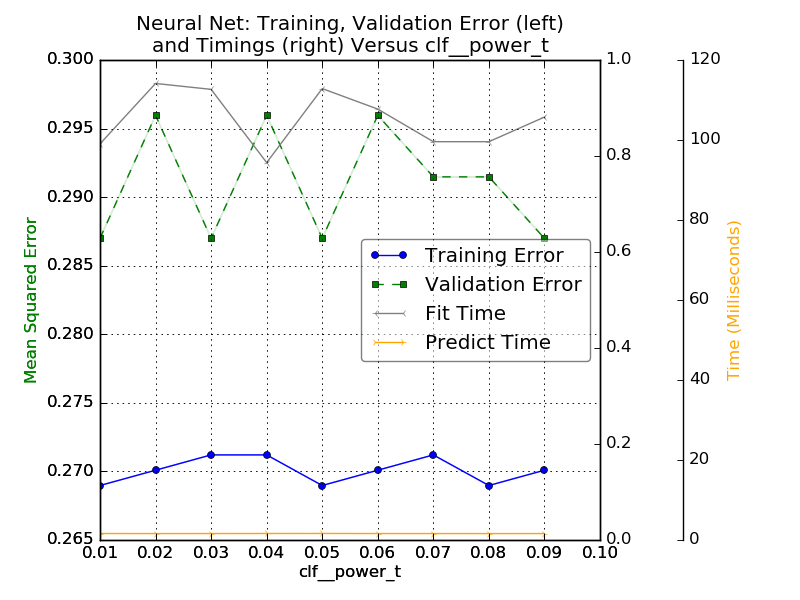 Neural Net: Training, Validation Error (left)
and Timings (right) Versus clf__power_t
Mean Squared Error
0.300
0.295
0.290
0.285
0.280
0.275
0.270
0.265
Training Error
Validation Error
Fit Time
Predict Time
1.0
0.8
0.6
0.4
0.2
0.0
120
100
80
60
40
20
0
Time (Milliseconds)
0.01 0.02 0.03 0.04 0.05 0.06 0.07 0.08 0.09 0.10
clf__power_t